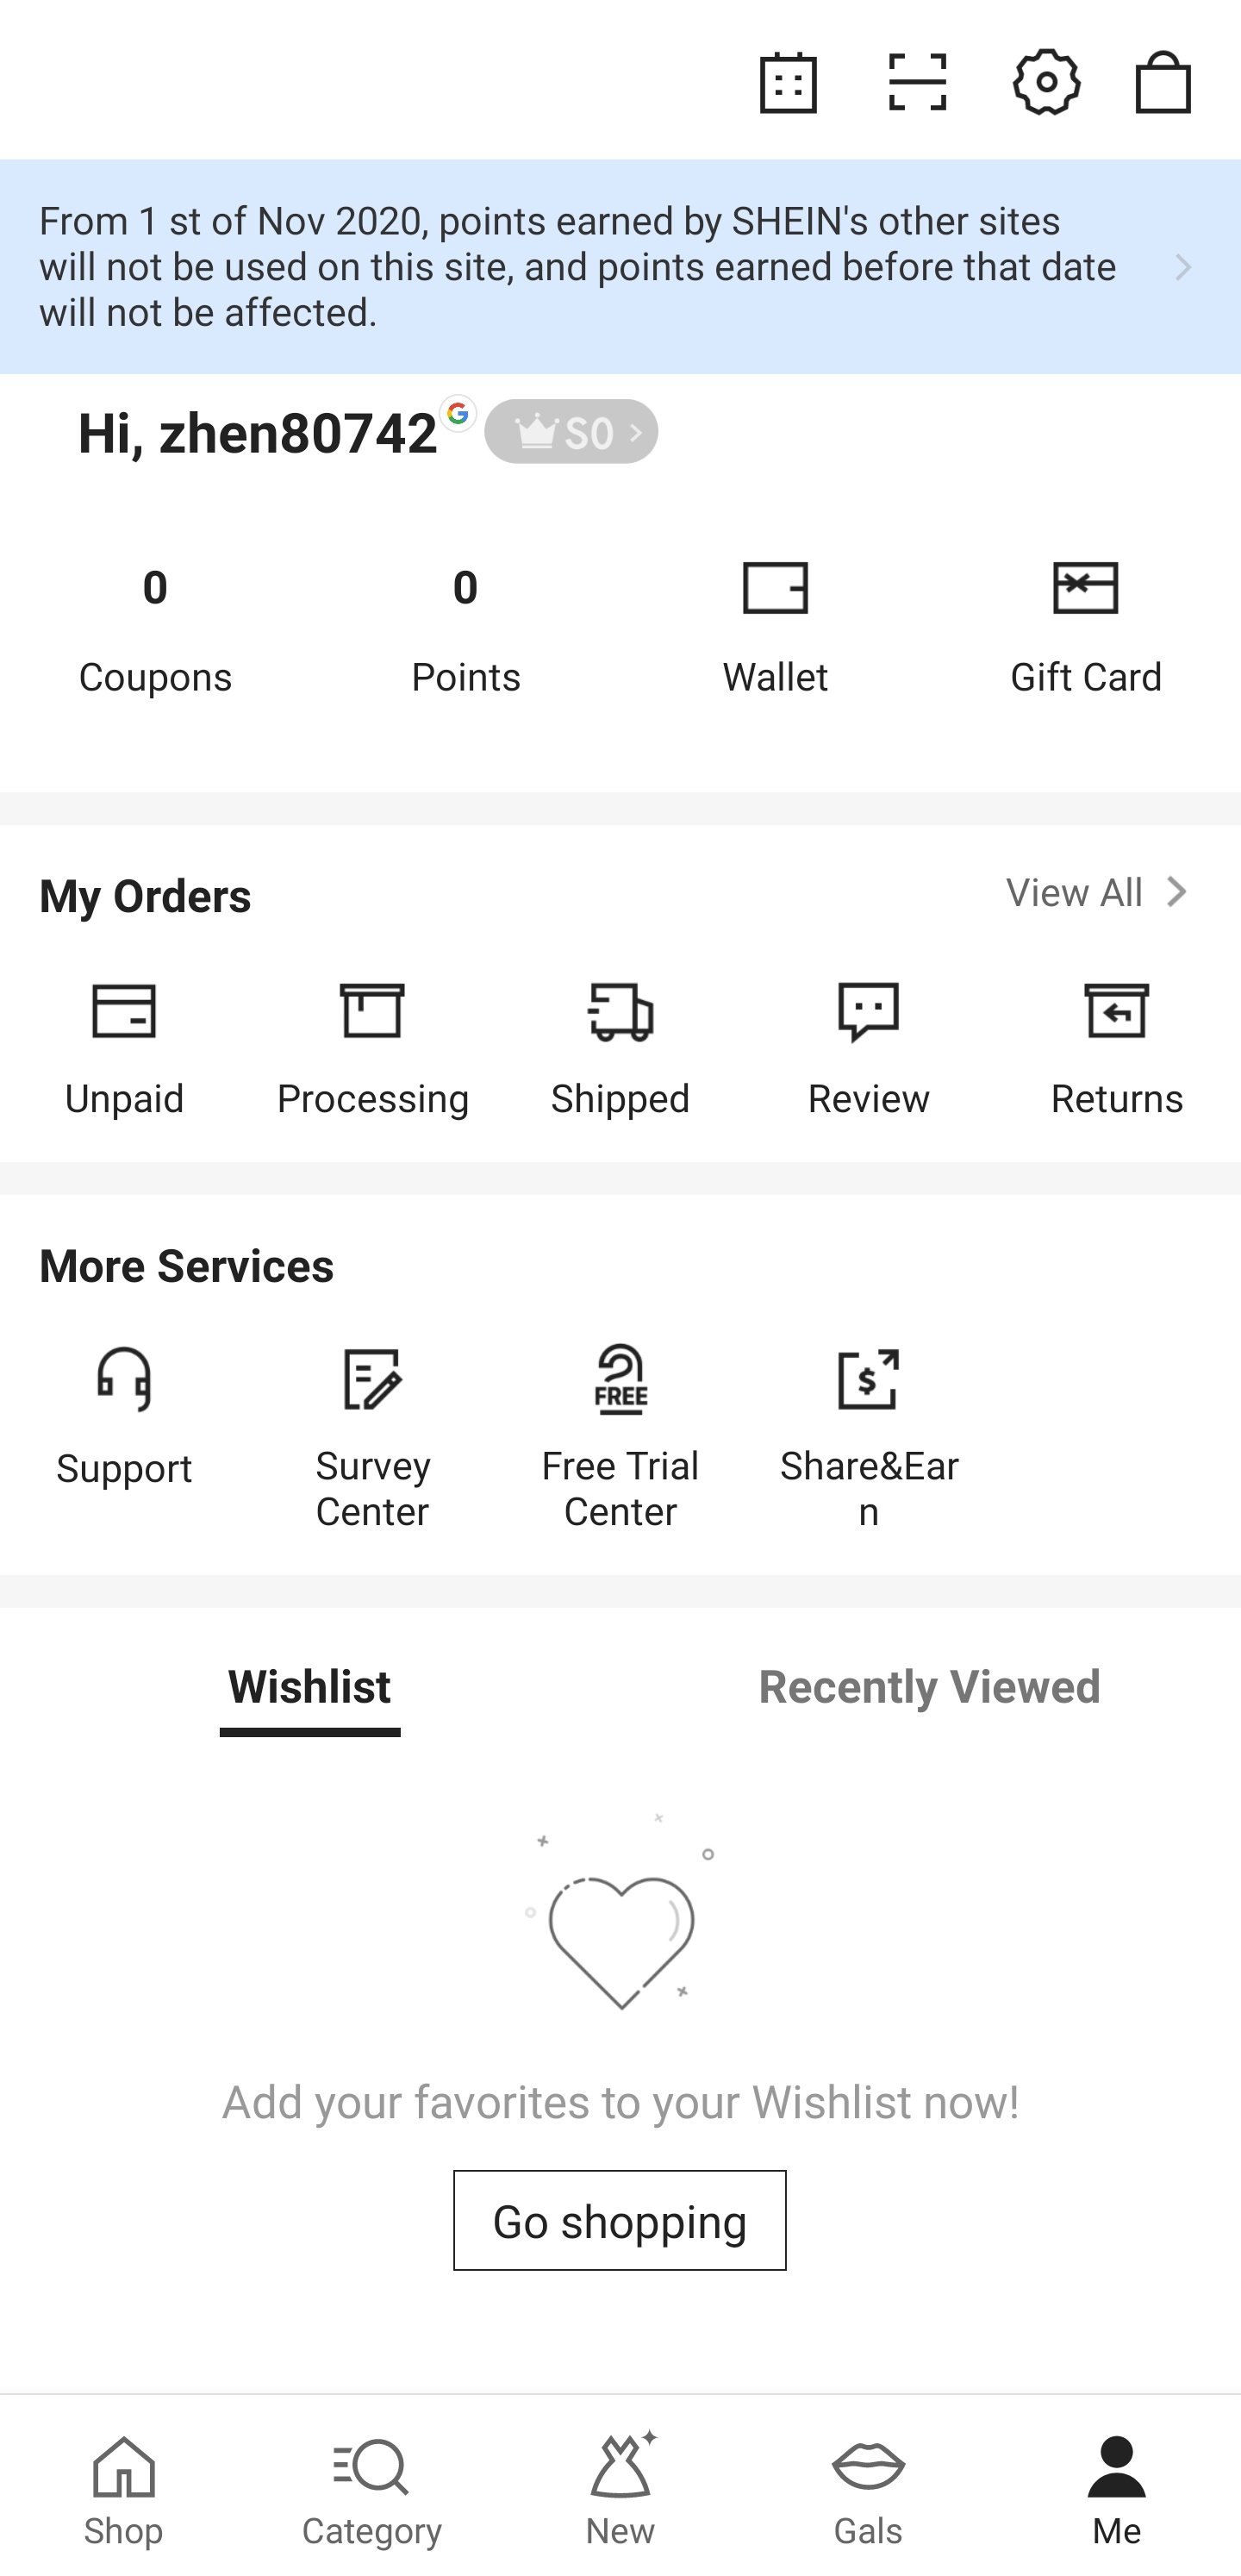 From 1 st of Nov 2020, points earned by SHEIN's other sites
will not be used on this site, and points earned before that date
will not be affected.
Hi, zhen80742
G
S0
0
0
Coupons
Points
Wallet
Gift Card
My Orders
View All
Unpaid
Processing
Shipped
Review
Returns
More Services
FREE
$
Support
Survey
Center
Free Trial
Center
Share&Ear
n
Wishlist
Recently Viewed
Add your favorites to your Wishlist now!
Go shopping
Shop
Category
New
Gals
Me